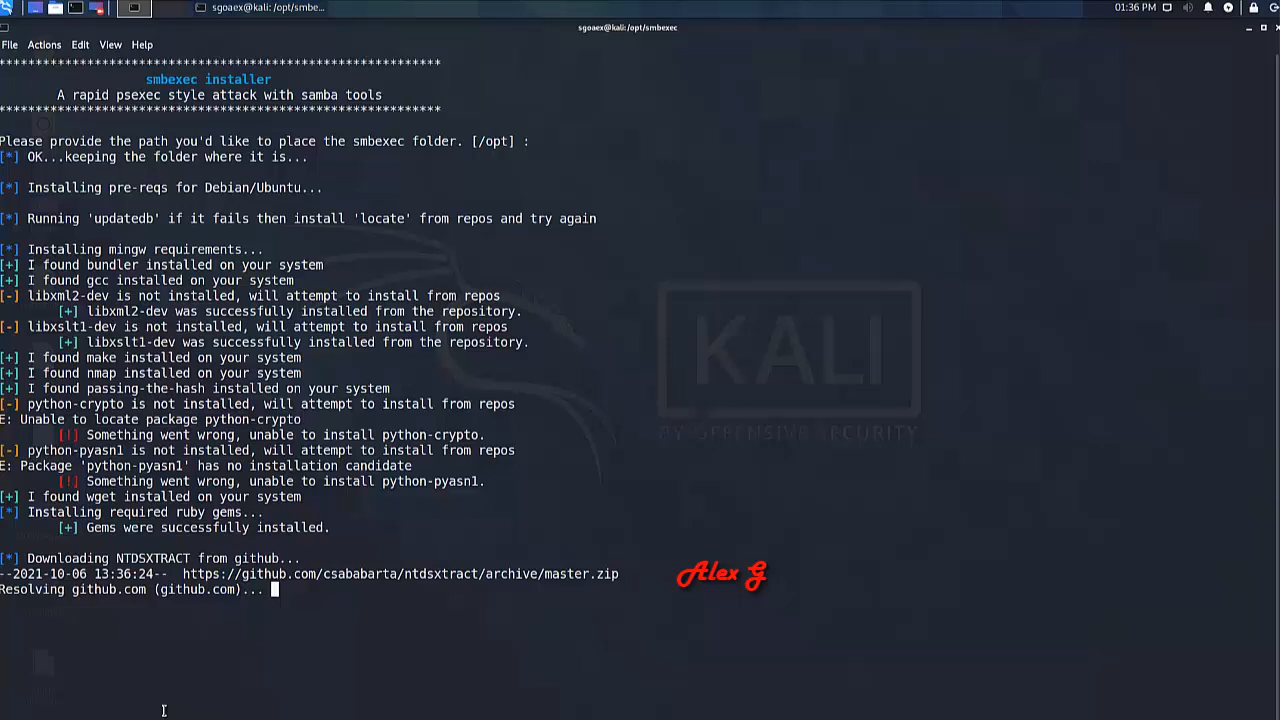 sgoaex@kali: /opt/smbe...
01:36 PM
sgoaex@kali:/opt/smbexec
File Actions Edit View Help
************************************************************
smbexec installer
A rapid psexec style attack with samba tools
************************************************************
Please provide the path you'd like to place the smbexec folder. [/opt] :
[*] OK...keeping the folder where it is...
[*] Installing pre-reqs for Debian/Ubuntu...
[*] Running 'updatedb' if it fails then install 'locate' from repos and try again
[*] Installing mingw requirements...
[+] I found bundler installed on your system
[+] I found gcc installed on your system
[-] libxml2-dev is not installed, will attempt to install from repos
[+] libxml2-dev was successfully installed from the repository.
[-] libxslt1-dev is not installed, will attempt to install from repos
[+] libxslt1-dev was successfully installed from the repository.
[+] I found make installed on your system
[+] I found nmap installed on your system
[+] I found passing-the-hash installed on your system
[-] python-crypto is not installed, will attempt to install from repos
E: Unable to locate package python-crypto
[!] Something went wrong, unable to install python-crypto.
[-] python-pyasn1 is not installed, will attempt to install from repos
E: Package 'python-pyasn1' has no installation candidate
[!] Something went wrong, unable to install python-pyasn1.
[+] I found wget installed on your system
[*] Installing required ruby gems...
[+] Gems were successfully installed.
[*] Downloading NTDSXTRACT from github...
--2021-10-06 13:36:24-- https://github.com/csababarta/ntdsxtract/archive/master.zip
Resolving github.com (github.com)...
KALI
BY OFFENSIVE SECURITY
Alex G